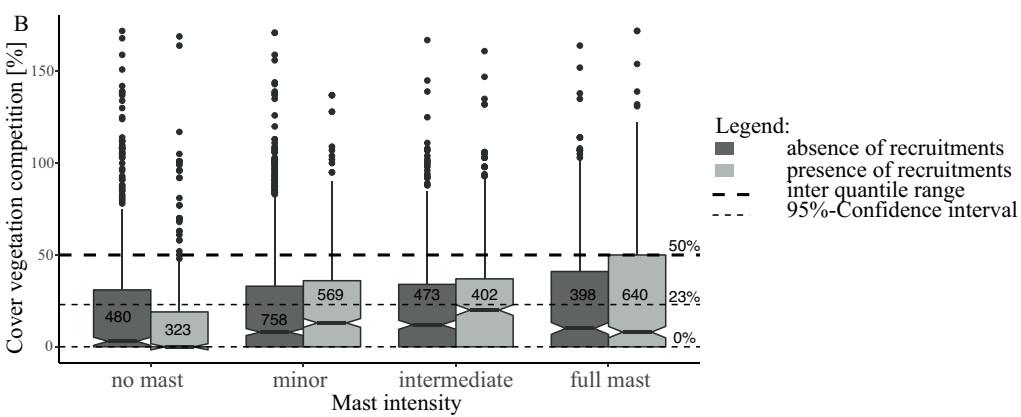 B
Cover vegetation competition [%]
150
100
50
0
480
323
758
569
473
402
398
640
50%
23%
0%
no mast
minor
intermediate
full mast
Mast intensity
Legend:
absence of recruitments
presence of recruitments
inter quantile range
95%-Confidence interval